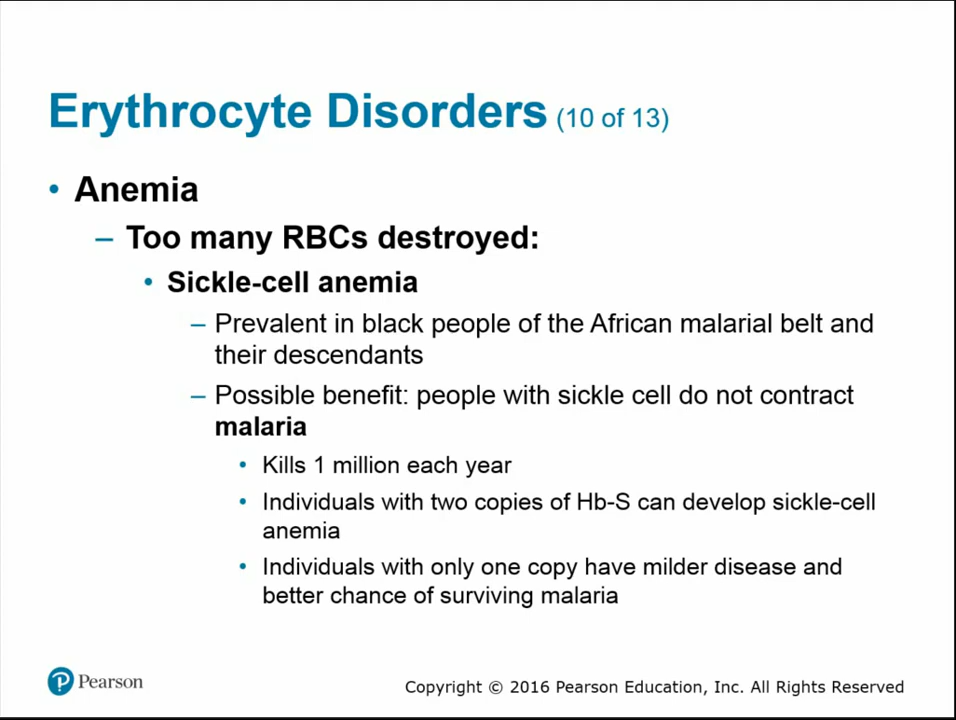 Erythrocyte Disorders (10 of 13)
• Anemia
– Too many RBCs destroyed:
• Sickle-cell anemia
– Prevalent in black people of the African malarial belt and
their descendants
– Possible benefit: people with sickle cell do not contract
malaria
• Kills 1 million each year
• Individuals with two copies of Hb-S can develop sickle-cell
anemia
• Individuals with only one copy have milder disease and
better chance of surviving malaria
P Pearson
Copyright © 2016 Pearson Education, Inc. All Rights Reserved